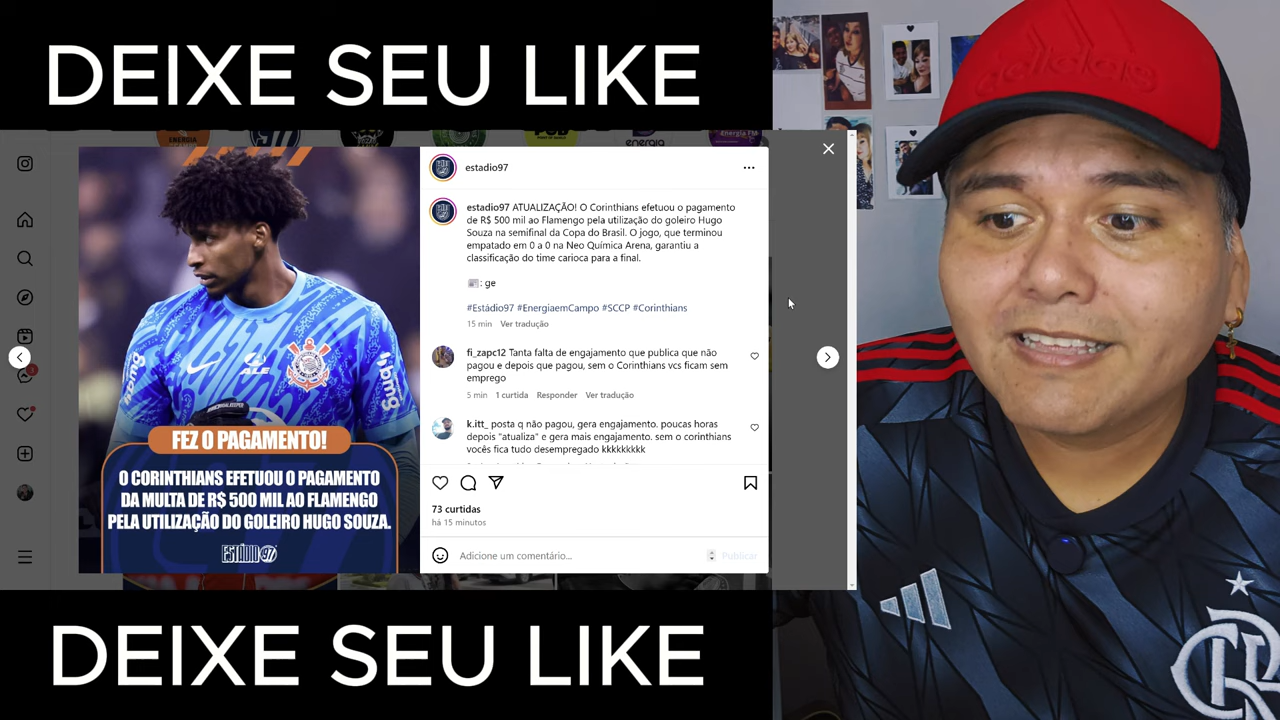 DEIXE SEU LIKE
estadio97
estadio97 ATUALIZAÇÃO! O Corinthians efetuou o pagamento
de R$ 500 mil ao Flamengo pela utilização do goleiro Hugo
Souza na semifinal da Copa do Brasil. O jogo, que terminou
empatado em 0 a 0 na Neo Química Arena, garantiu a
classificação do time carioca para a final.
: ge
#Estádio97 #EnergiaemCampo #SCCP #Corinthians
15 min Ver tradução
fi_zapc12 Tanta falta de engajamento que publica que não
pagou e depois que pagou, sem o Corinthians vcs ficam sem
emprego
5 min 1 curtida Responder Ver tradução
k.itt_ posta q não pagou, gera engajamento. poucas horas
depois "atualiza" e gera mais engajamento. sem o corinthians
vocês fica tudo desempregado kkkkkkkkk
73 curtidas
há 15 minutos
Adicione um comentário...
Publicar
ALE
bmg
FEZ O PAGAMENTO!
O CORINTHIANS EFETUOU O PAGAMENTO
DA MULTA DE R$ 500 MIL AO FLAMENGO
PELA UTILIZAÇÃO DO GOLEIRO HUGO SOUZA.
ESTÁDIO 97
adidas
DEIXE SEU LIKE